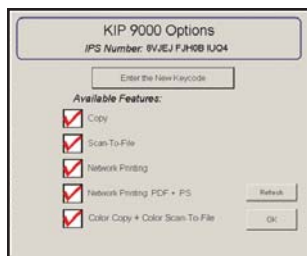 KIP 9000 Options
IPS Number: 8VJEJ FJH0B IUQ4
Enter the New Keycode
Available Features:
Copy
Scan-To-File
Network Printing
Network Printing PDF + PS
Refresh
Color Copy + Color Scan-To-File
OK